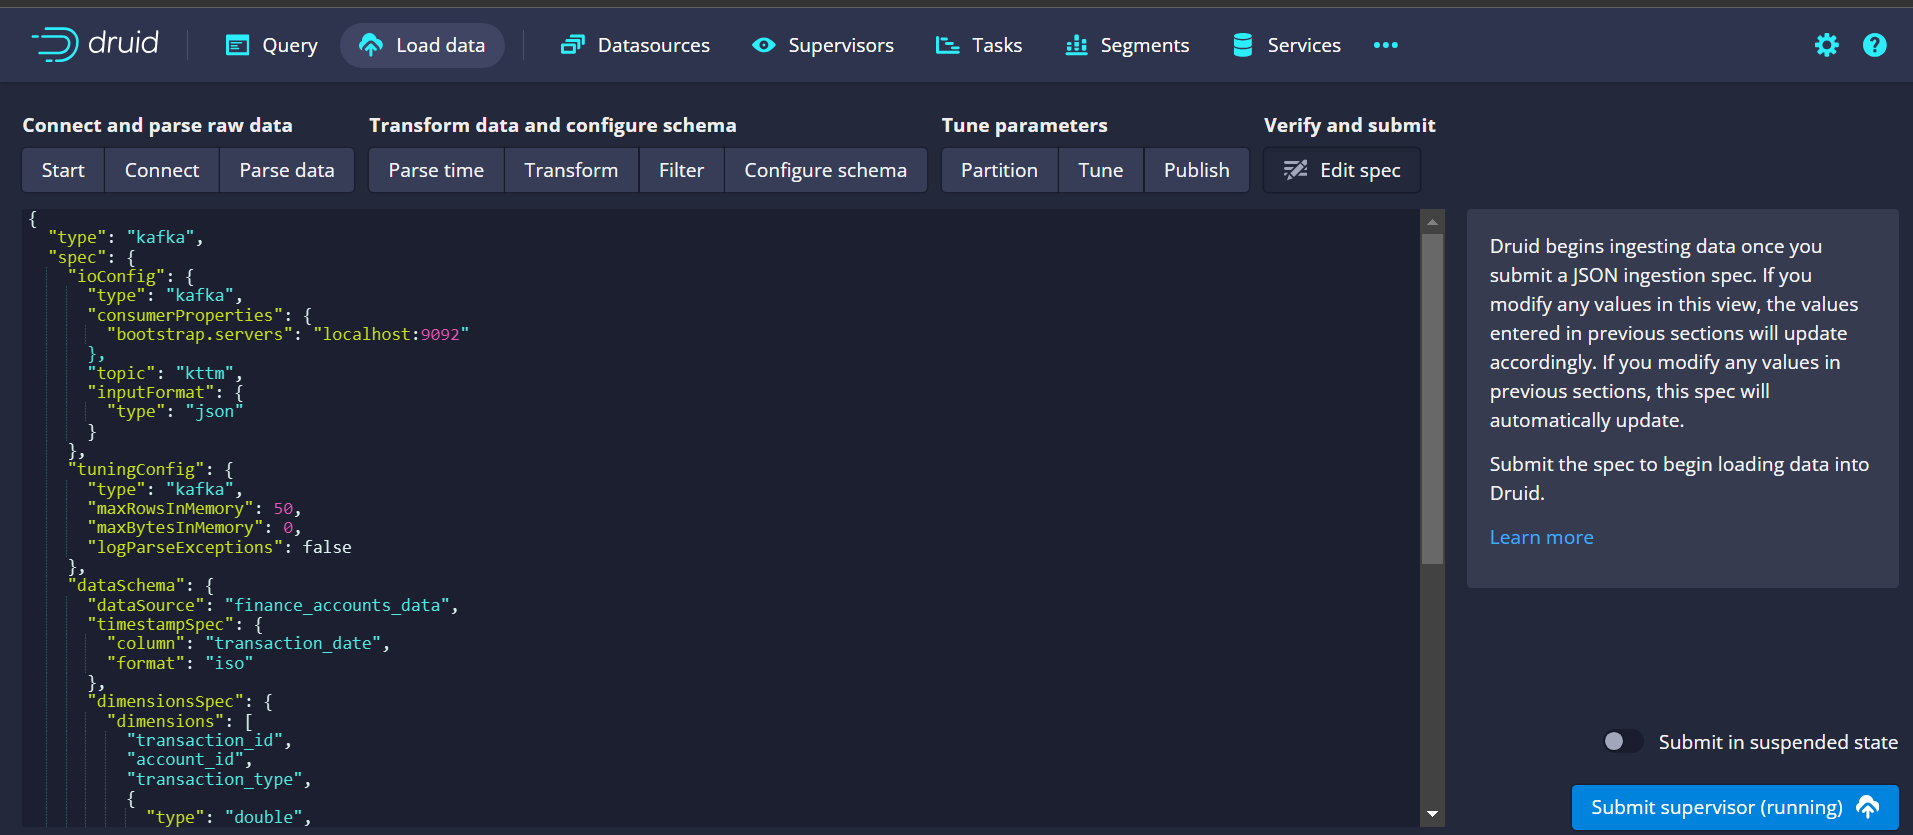 druid Query Load data Datasources Supervisors Tasks Segments Services
Connect and parse raw data Transform data and configure schema Tune parameters Verify and submit
Start Connect Parse data Parse time Transform Filter Configure schema Partition Tune Publish Edit spec
{
"type": "kafka",
"spec": {
"ioConfig": {
"type": "kafka",
"consumerProperties": {
"bootstrap.servers": "localhost:9092"
},
"topic": "kttm",
"inputFormat": {
"type": "json"
}
},
"tuningConfig": {
"type": "kafka",
"maxRowsInMemory": 50,
"maxBytesInMemory": 0,
"logParseExceptions": false
},
"dataSchema": {
"dataSource": "finance_accounts_data",
"timestampSpec": {
"column": "transaction_date",
"format": "iso"
},
"dimensionsSpec": {
"dimensions": [
"transaction_id",
"account_id",
"transaction_type",
{
"type": "double",
Druid begins ingesting data once you
submit a JSON ingestion spec. If you
modify any values in this view, the values
entered in previous sections will update
accordingly. If you modify any values in
previous sections, this spec will
automatically update.
Submit the spec to begin loading data into
Druid.
Learn more
Submit in suspended state
Submit supervisor (running)